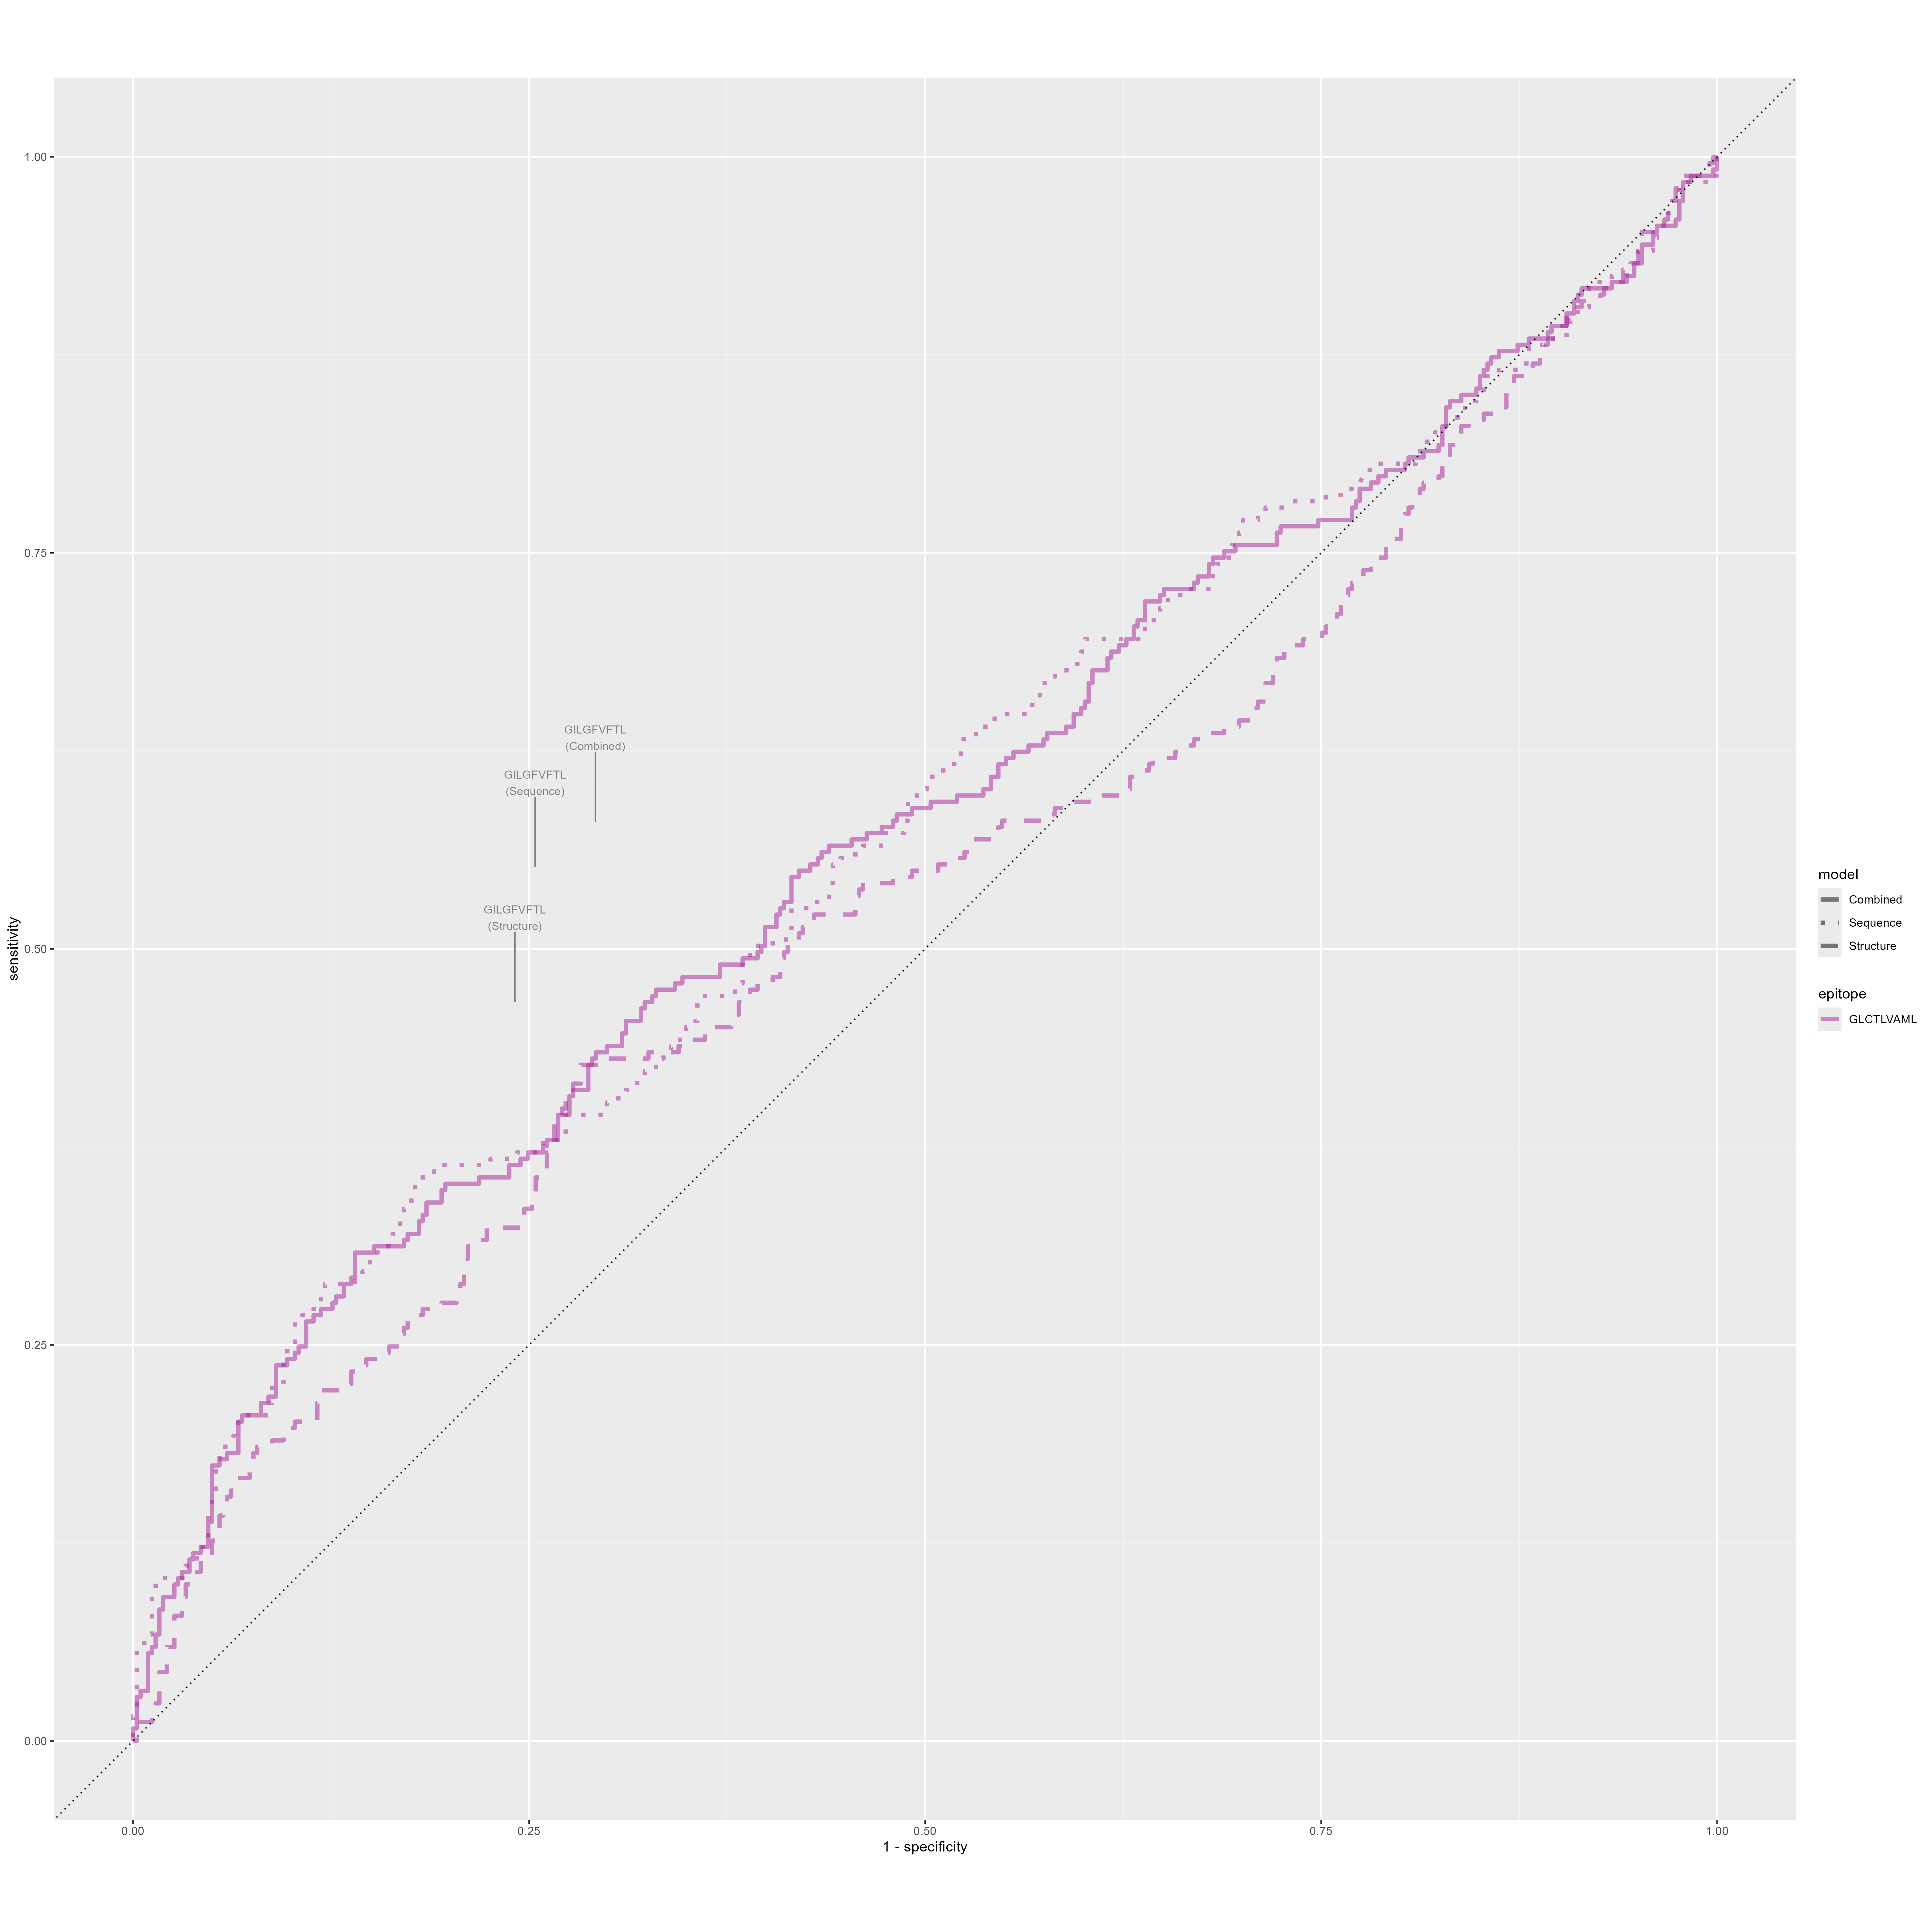 1.00
0.75
0.50
0.25
0.00
sensitivity
GILGFVFTL
(Combined)
GILGFVFTL
(Sequence)
GILGFVFTL
(Structure)
0.00
0.25
0.50
0.75
1.00
1 - specificity
model
Combined
Sequence
Structure
epitope
GLCTLVAML